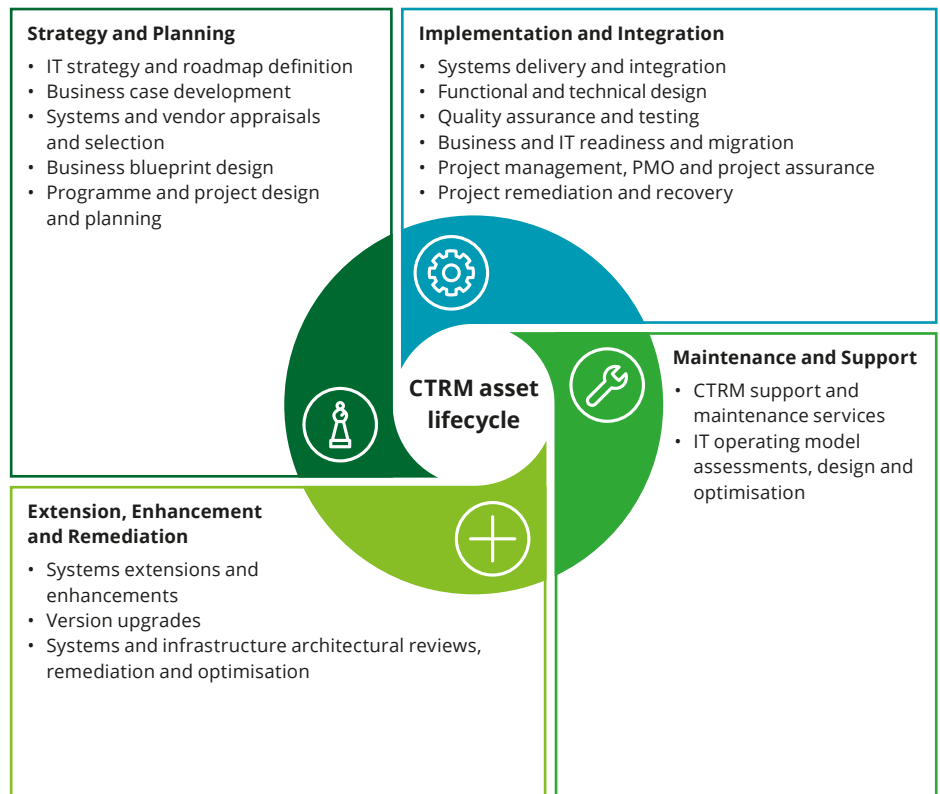 Strategy and Planning
• IT strategy and roadmap definition
• Business case development
• Systems and vendor appraisals
and selection
• Business blueprint design
• Programme and project design
and planning
Implementation and Integration
• Systems delivery and integration
• Functional and technical design
• Quality assurance and testing
• Business and IT readiness and migration
• Project management, PMO and project assurance
• Project remediation and recovery
CTRM asset
lifecycle
Maintenance and Support
• CTRM support and
maintenance services
• IT operating model
assessments, design and
optimisation
Extension, Enhancement
and Remediation
• Systems extensions and
enhancements
• Version upgrades
• Systems and infrastructure architectural reviews,
remediation and optimisation